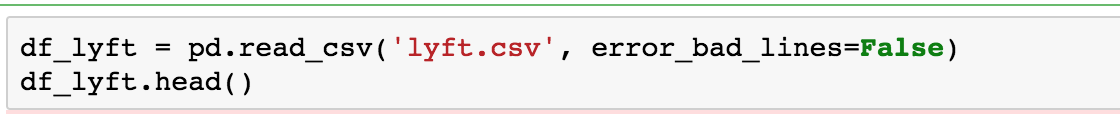 df_lyft = pd.read_csv('lyft.csv', error_bad_lines=False)
df_lyft.head()